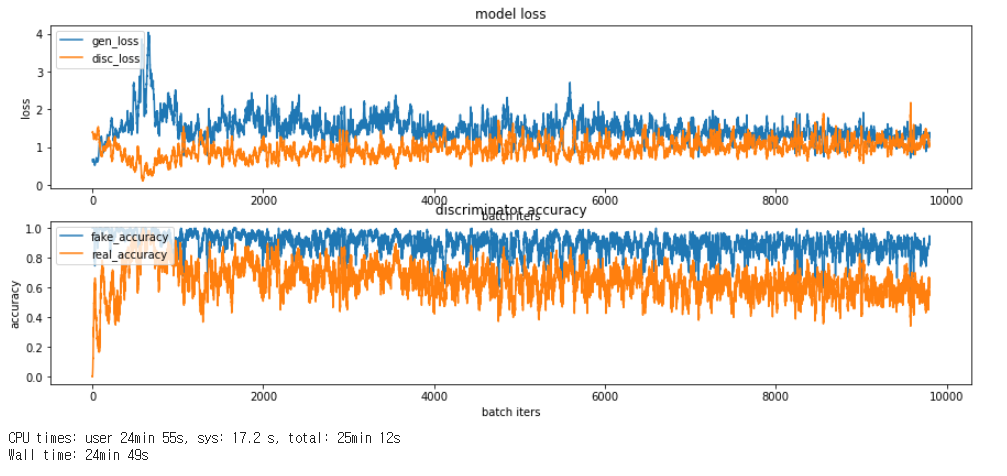 model loss
gen_loss
disc_loss
loss
4
3
2
1
0
0 2000 4000 6000 8000 10000
batch iters
discriminator accuracy
fake_accuracy
real_accuracy
accuracy
1.0
0.8
0.6
0.4
0.2
0.0
0 2000 4000 6000 8000 10000
batch iters
CPU times: user 24min 55s, sys: 17.2 s, total: 25min 12s
Wall time: 24min 49s